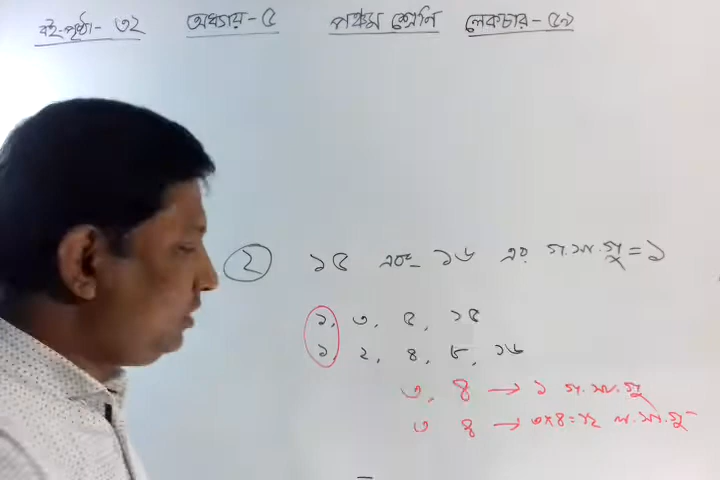 বই-পৃষ্ঠা- ৩২ অধ্যায়-৫ পঞ্চম শ্রেণি লেকচার-৫৯
২ ১৫ এবং ১৬ এর গ.সা.গু = ১
১, ৩, ৫, ১৫
১, ২, ৪, ৮, ১৬
৩, ৪ → ১ গ.সা.গু
৩ ৪ → ৩×৪=১২ ল.সা.গু